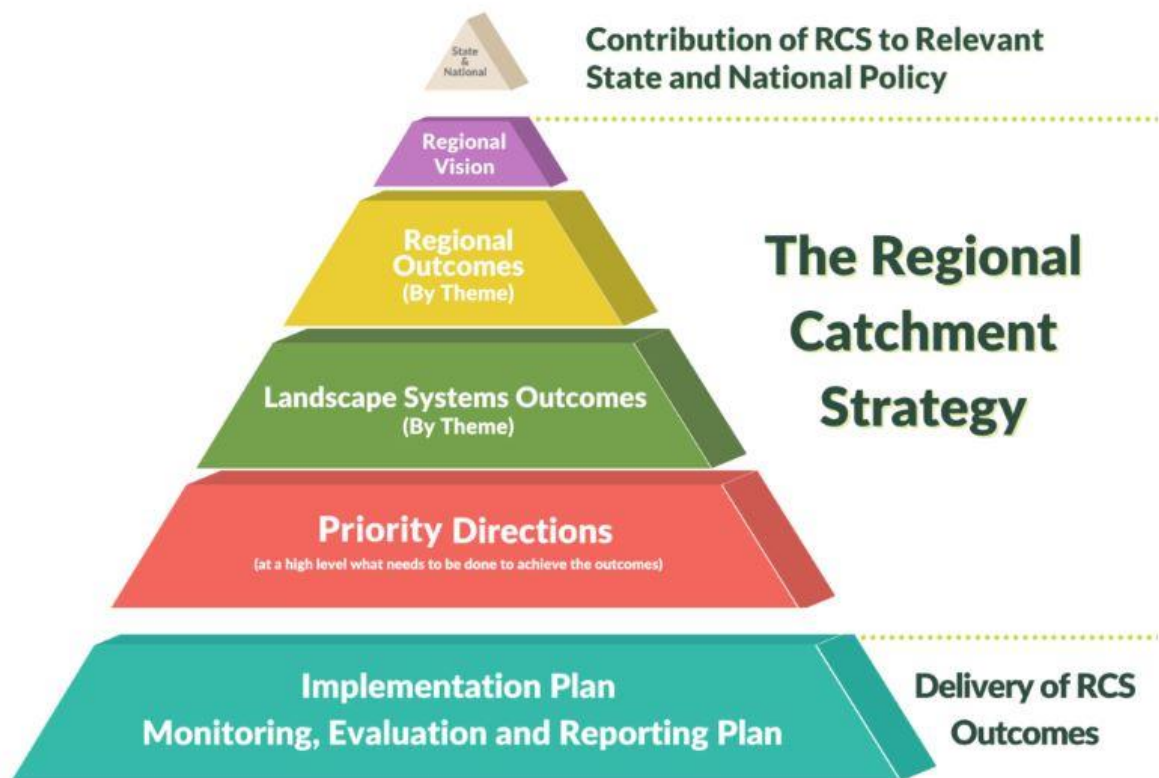 State
&
National
Contribution of RCS to Relevant
State and National Policy
Regional
Vision
Regional
Outcomes
(By Theme)
The Regional
Catchment
Strategy
Landscape Systems Outcomes
(By Theme)
Priority Directions
(at a high level what needs to be done to achieve the outcomes)
Implementation Plan
Monitoring, Evaluation and Reporting Plan
Delivery of RCS
Outcomes